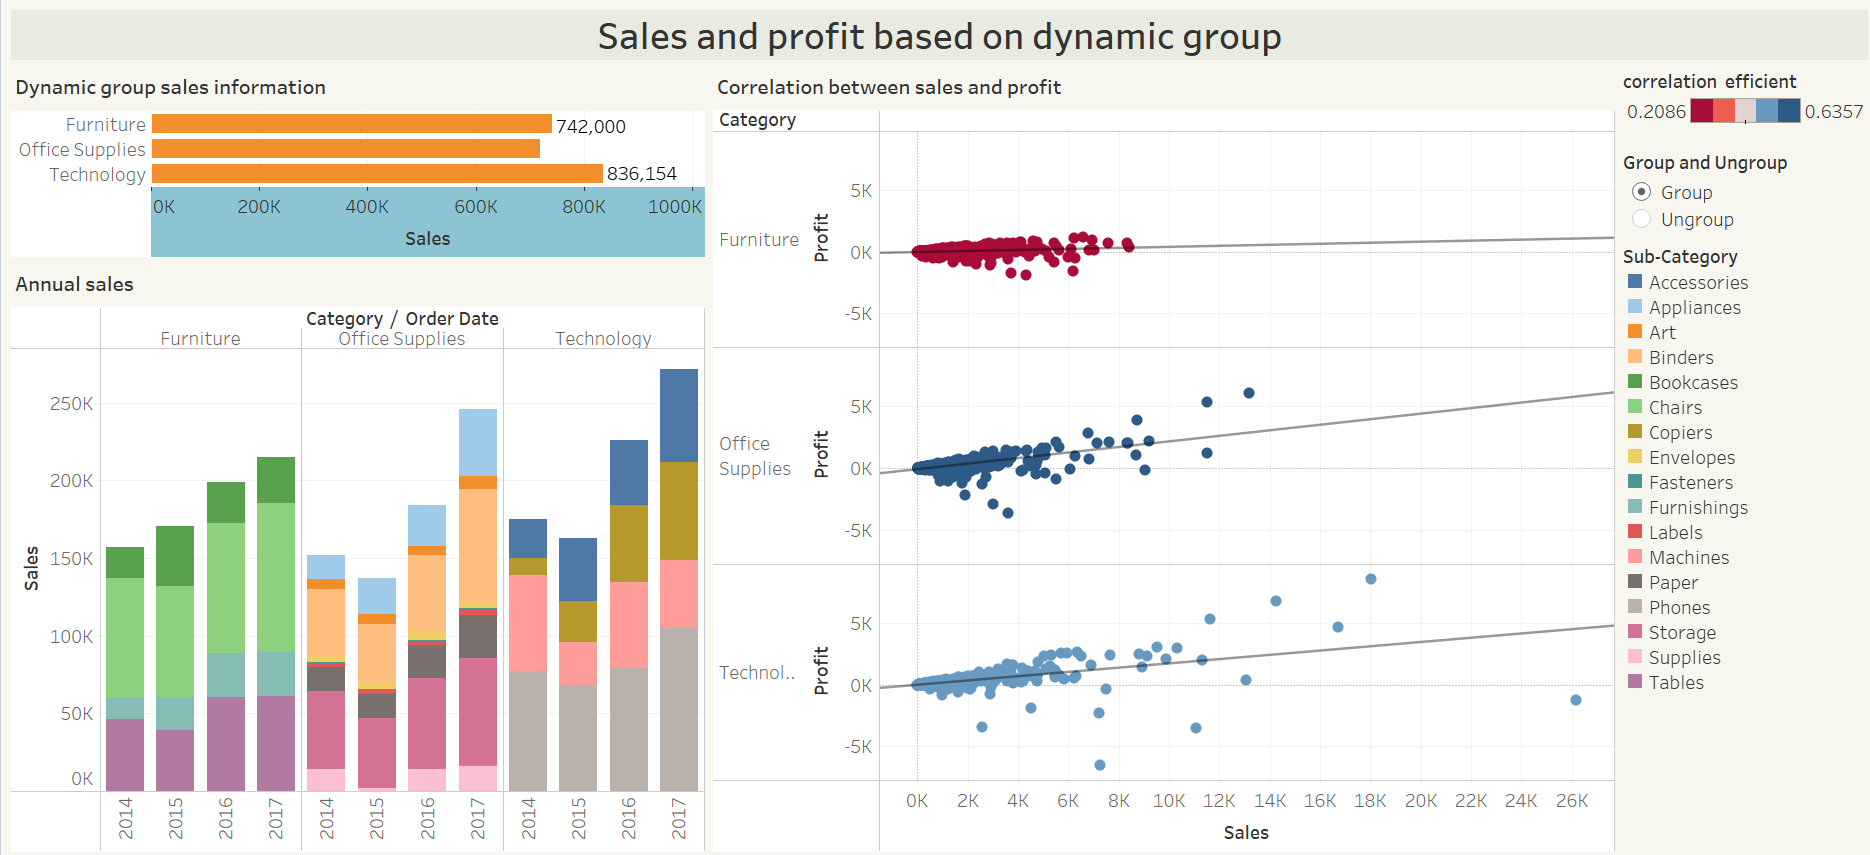 Sales and profit based on dynamic group
Dynamic group sales information
Furniture 742,000
Office Supplies
Technology 836,154
0K 200K 400K 600K 800K 1000K
Sales
Annual sales
Category / Order Date
Furniture Office Supplies Technology
250K
200K
150K
100K
50K
0K
Sales
2014 2015 2016 2017 2014 2015 2016 2017 2014 2015 2016 2017
Correlation between sales and profit
Category
Furniture
Profit
5K
0K
-5K
Office
Supplies
Profit
5K
0K
-5K
Technol..
Profit
5K
0K
-5K
0K 2K 4K 6K 8K 10K 12K 14K 16K 18K 20K 22K 24K 26K
Sales
correlation efficient
0.2086 0.6357
Group and Ungroup
Group
Ungroup
Sub-Category
Accessories
Appliances
Art
Binders
Bookcases
Chairs
Copiers
Envelopes
Fasteners
Furnishings
Labels
Machines
Paper
Phones
Storage
Supplies
Tables